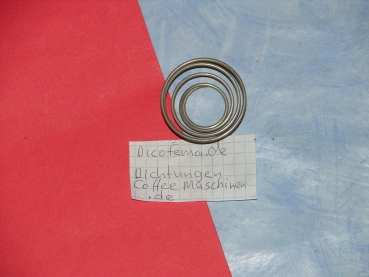 Dicofema.de
Dichtungen
Coffee Maschinen
.de